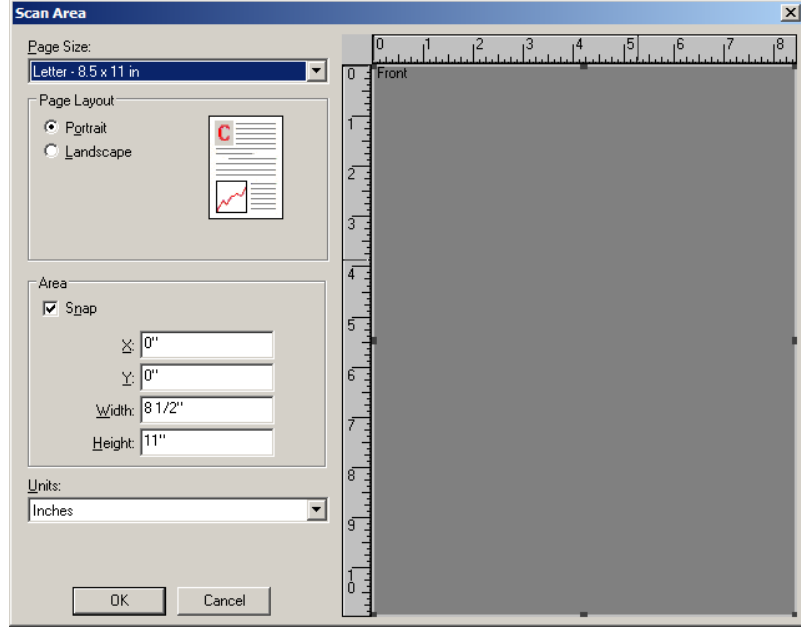 Scan Area
Page Size:
Letter - 8.5 x 11 in
Page Layout
Portrait
Landscape
C
Area
Snap
X: 0"
Y: 0"
Width: 8 1/2"
Height: 11"
Units:
Inches
OK Cancel
0 1 2 3 4 5 6 7 8
Front
0
1
2
3
4
5
6
7
8
9
10